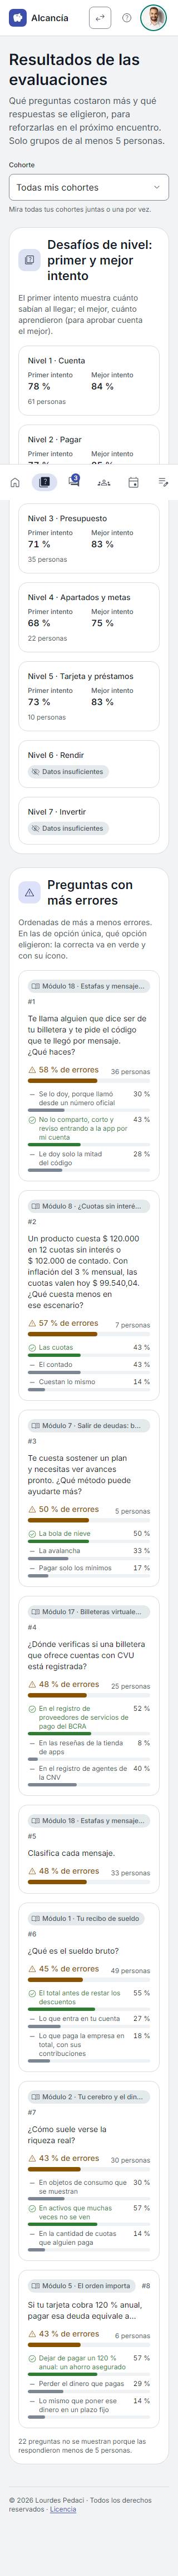 Alcancía
Resultados de las
evaluaciones
Qué preguntas costaron más y qué
respuestas se eligieron, para
reforzarlas en el próximo encuentro.
Solo grupos de al menos 5 personas.
Cohorte
Todas mis cohortes
Mira todas tus cohortes juntas o una por vez.
Desafíos de nivel:
primer y mejor
intento
El primer intento muestra cuánto
sabían al llegar; el mejor, cuánto
aprendieron (para aprobar cuenta
el mejor).
Nivel 1 · Cuenta
Primer intento Mejor intento
78 % 84 %
61 personas
Nivel 2 · Pagar
Primer intento Mejor intento
3
Nivel 3 · Presupuesto
Primer intento Mejor intento
71 % 83 %
35 personas
Nivel 4 · Apartados y metas
Primer intento Mejor intento
68 % 75 %
22 personas
Nivel 5 · Tarjeta y préstamos
Primer intento Mejor intento
73 % 83 %
10 personas
Nivel 6 · Rendir
Datos insuficientes
Nivel 7 · Invertir
Datos insuficientes
Preguntas con
más errores
Ordenadas de más a menos errores.
En las de opción única, qué opción
eligieron: la correcta va en verde y
con su icono.
Módulo 18 · Estafas y mensaje...
#1
Te llama alguien que dice ser de
tu billetera y te pide el código
que te llegó por mensaje.
¿Qué haces?
58 % de errores 36 personas
Se lo doy, porque llamó
desde un número oficial 30 %
No lo comparto, corto y
reviso entrando a la app por
mi cuenta 43 %
Le doy solo la mitad
del código 28 %
Módulo 8 · ¿Cuotas sin interé...
#2
Un producto cuesta $ 120.000
en 12 cuotas sin interés o
$ 102.000 de contado. Con
inflación del 3 % mensual, las
cuotas valen hoy $ 99.540,04.
¿Qué cuesta menos en
ese escenario?
57 % de errores 7 personas
Las cuotas 43 %
El contado 43 %
Cuestan lo mismo 14 %
Módulo 7 · Salir de deudas: b...
#3
Te cuesta sostener un plan
y necesitas ver avances
pronto. ¿Qué método puede
ayudarte más?
50 % de errores 5 personas
La bola de nieve 50 %
La avalancha 33 %
Pagar solo los mínimos 17 %
Módulo 17 · Billeteras virtuale...
#4
¿Dónde verificas si una billetera
que ofrece cuentas con CVU
está registrada?
48 % de errores 25 personas
En el registro de
proveedores de servicios de
pago del BCRA 52 %
En las reseñas de la tienda
de apps 8 %
En el registro de agentes de
la CNV 40 %
Módulo 18 · Estafas y mensaje...
#5
Clasifica cada mensaje.
48 % de errores 33 personas
Módulo 1 · Tu recibo de sueldo
#6
¿Qué es el sueldo bruto?
45 % de errores 49 personas
El total antes de restar los
descuentos 55 %
Lo que entra en tu cuenta 27 %
Lo que paga la empresa en
total, con sus
contribuciones 18 %
Módulo 2 · Tu cerebro y el din...
#7
¿Cómo suele verse la
riqueza real?
43 % de errores 30 personas
En objetos de consumo que
se muestran 30 %
En activos que muchas
veces no se ven 57 %
En la cantidad de cuotas
que alguien paga 14 %
Módulo 5 · El orden importa #8
Si tu tarjeta cobra 120 % anual,
pagar esa deuda equivale a...
43 % de errores 6 personas
Dejar de pagar un 120 %
anual: un ahorro asegurado 57 %
Perder el dinero que pagas 29 %
Lo mismo que poner ese
dinero en un plazo fijo 14 %
22 preguntas no se muestran porque las
respondieron menos de 5 personas.
© 2026 Lourdes Pedaci · Todos los derechos
reservados · Licencia